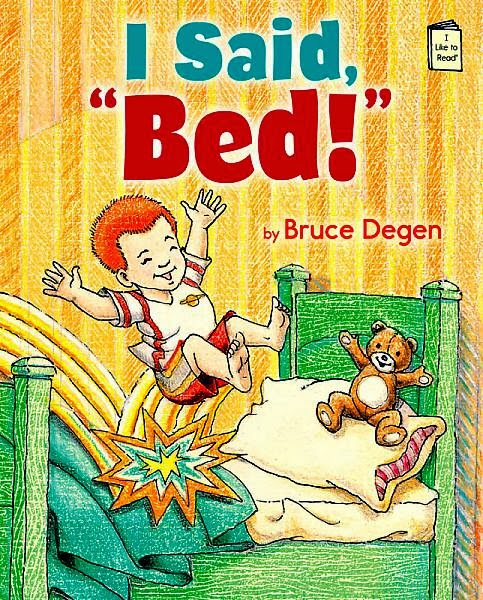 I Said,
“Bed!”
I
Like to
Read®
by Bruce Degen